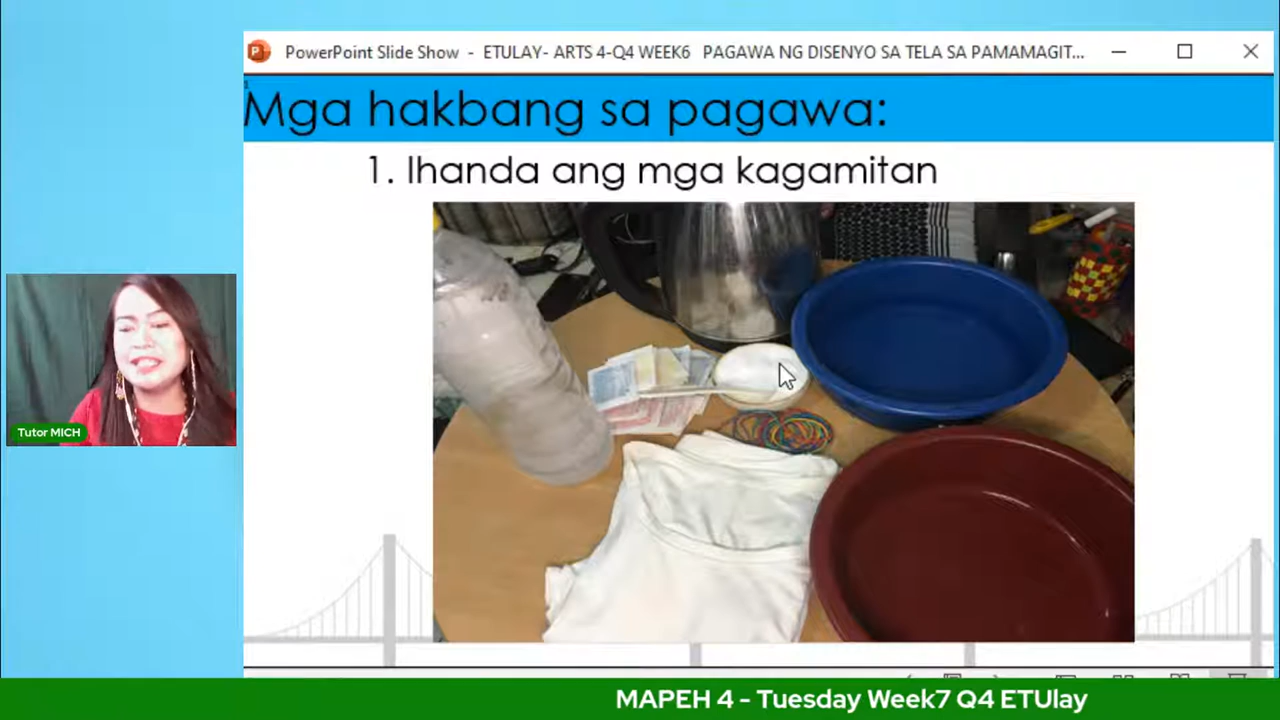 PowerPoint Slide Show - ETULAY- ARTS 4-Q4 WEEK6 PAGAWA NG DISENYO SA TELA SA PAMAMAGIT...
Mga hakbang sa pagawa:
1. Ihanda ang mga kagamitan
Tutor MICH
MAPEH 4 - Tuesday Week7 Q4 ETUlay